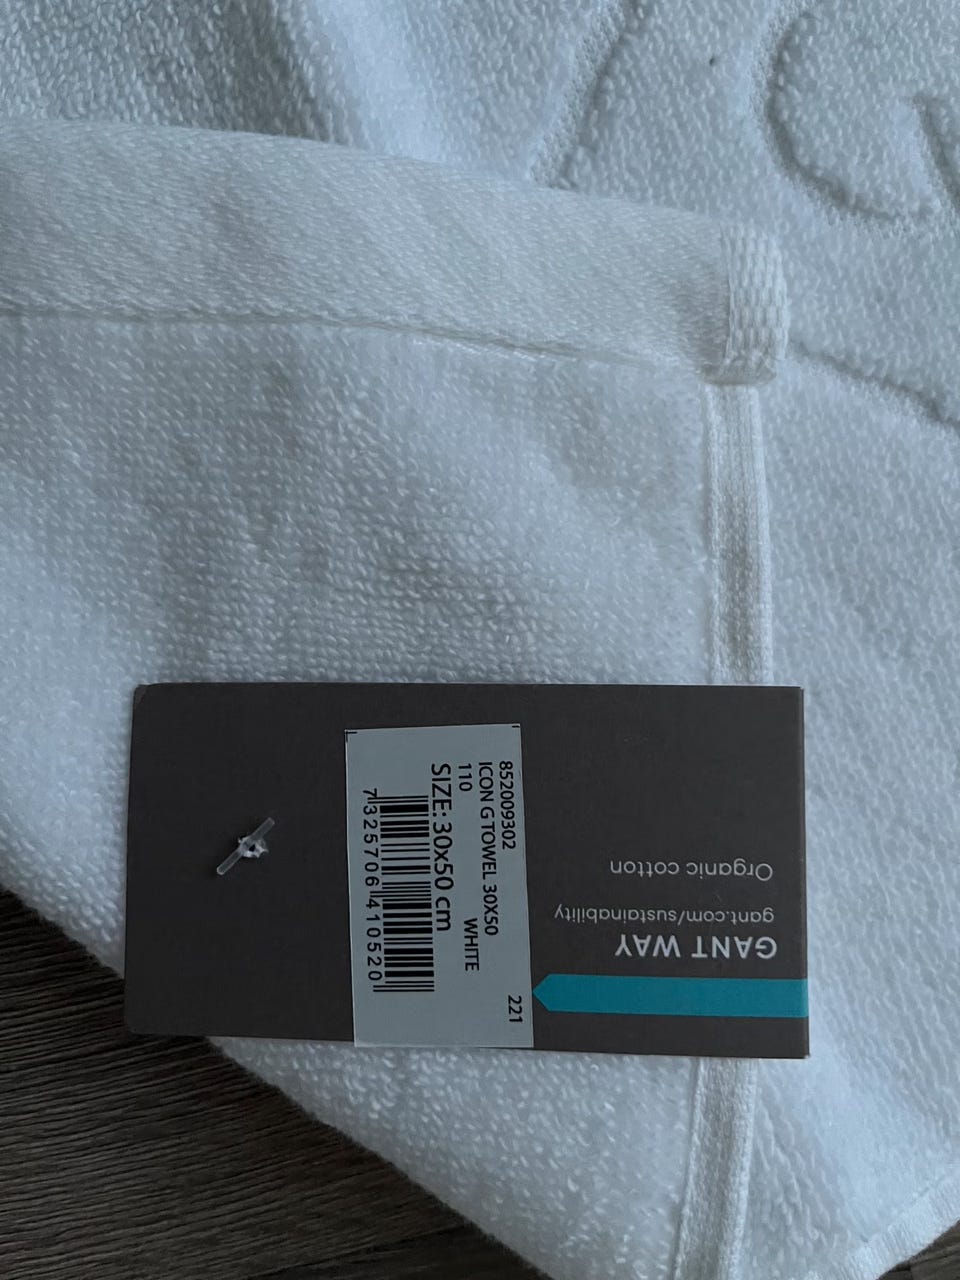 852009302 221
ICON G TOWEL 30X50
110 WHITE
SIZE: 30x50 cm
7325706410520
GANT WAY
gant.com/sustainability
Organic cotton